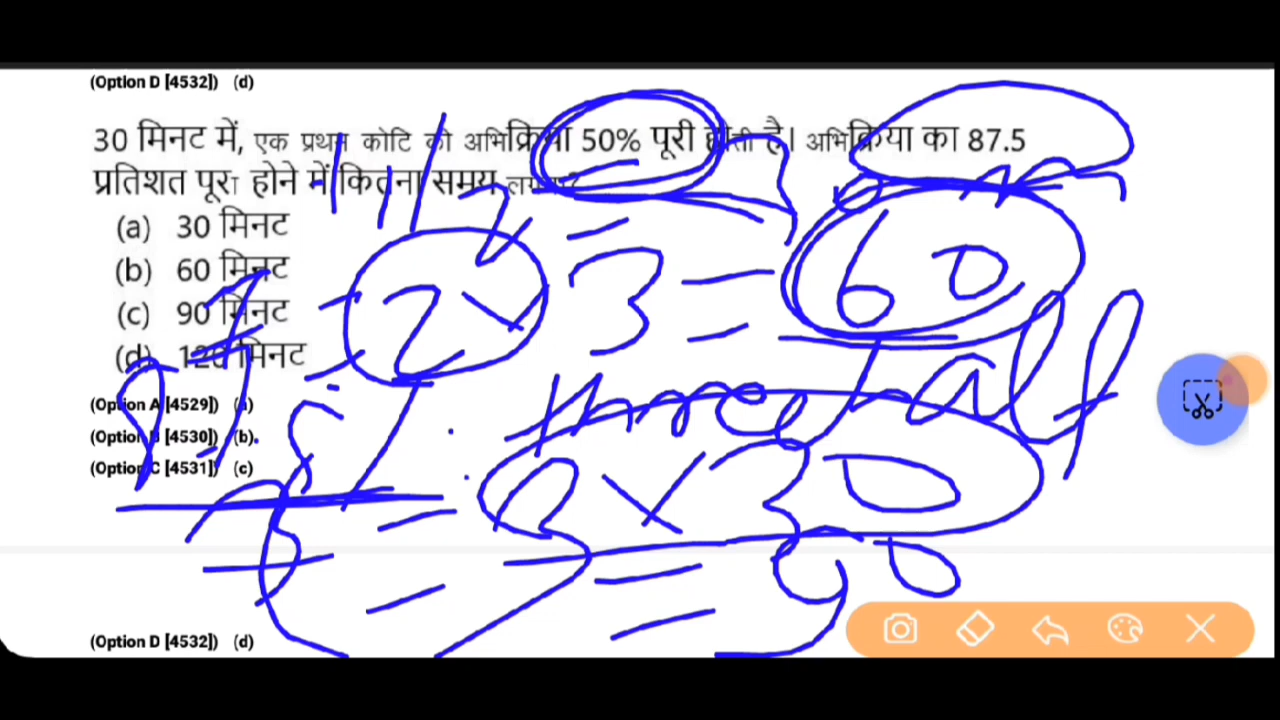 (Option D [4532]) (d)
30 मिनट में, एक प्रथम कोटि की अभिक्रिया 50% पूरी होती है। अभिक्रिया का 87.5
प्रतिशत पूरा होने में कितना समय
(a) 30 मिनट
(b) 60 मिनट
(c) 90 मिनट
(d) 120 मिनट
(Option A [4529]) (a)
(Option B [4530]) (b)
(Option C [4531]) (c)
2 × 3 = 60
three half
3 × 30
= 90
(Option D [4532]) (d)